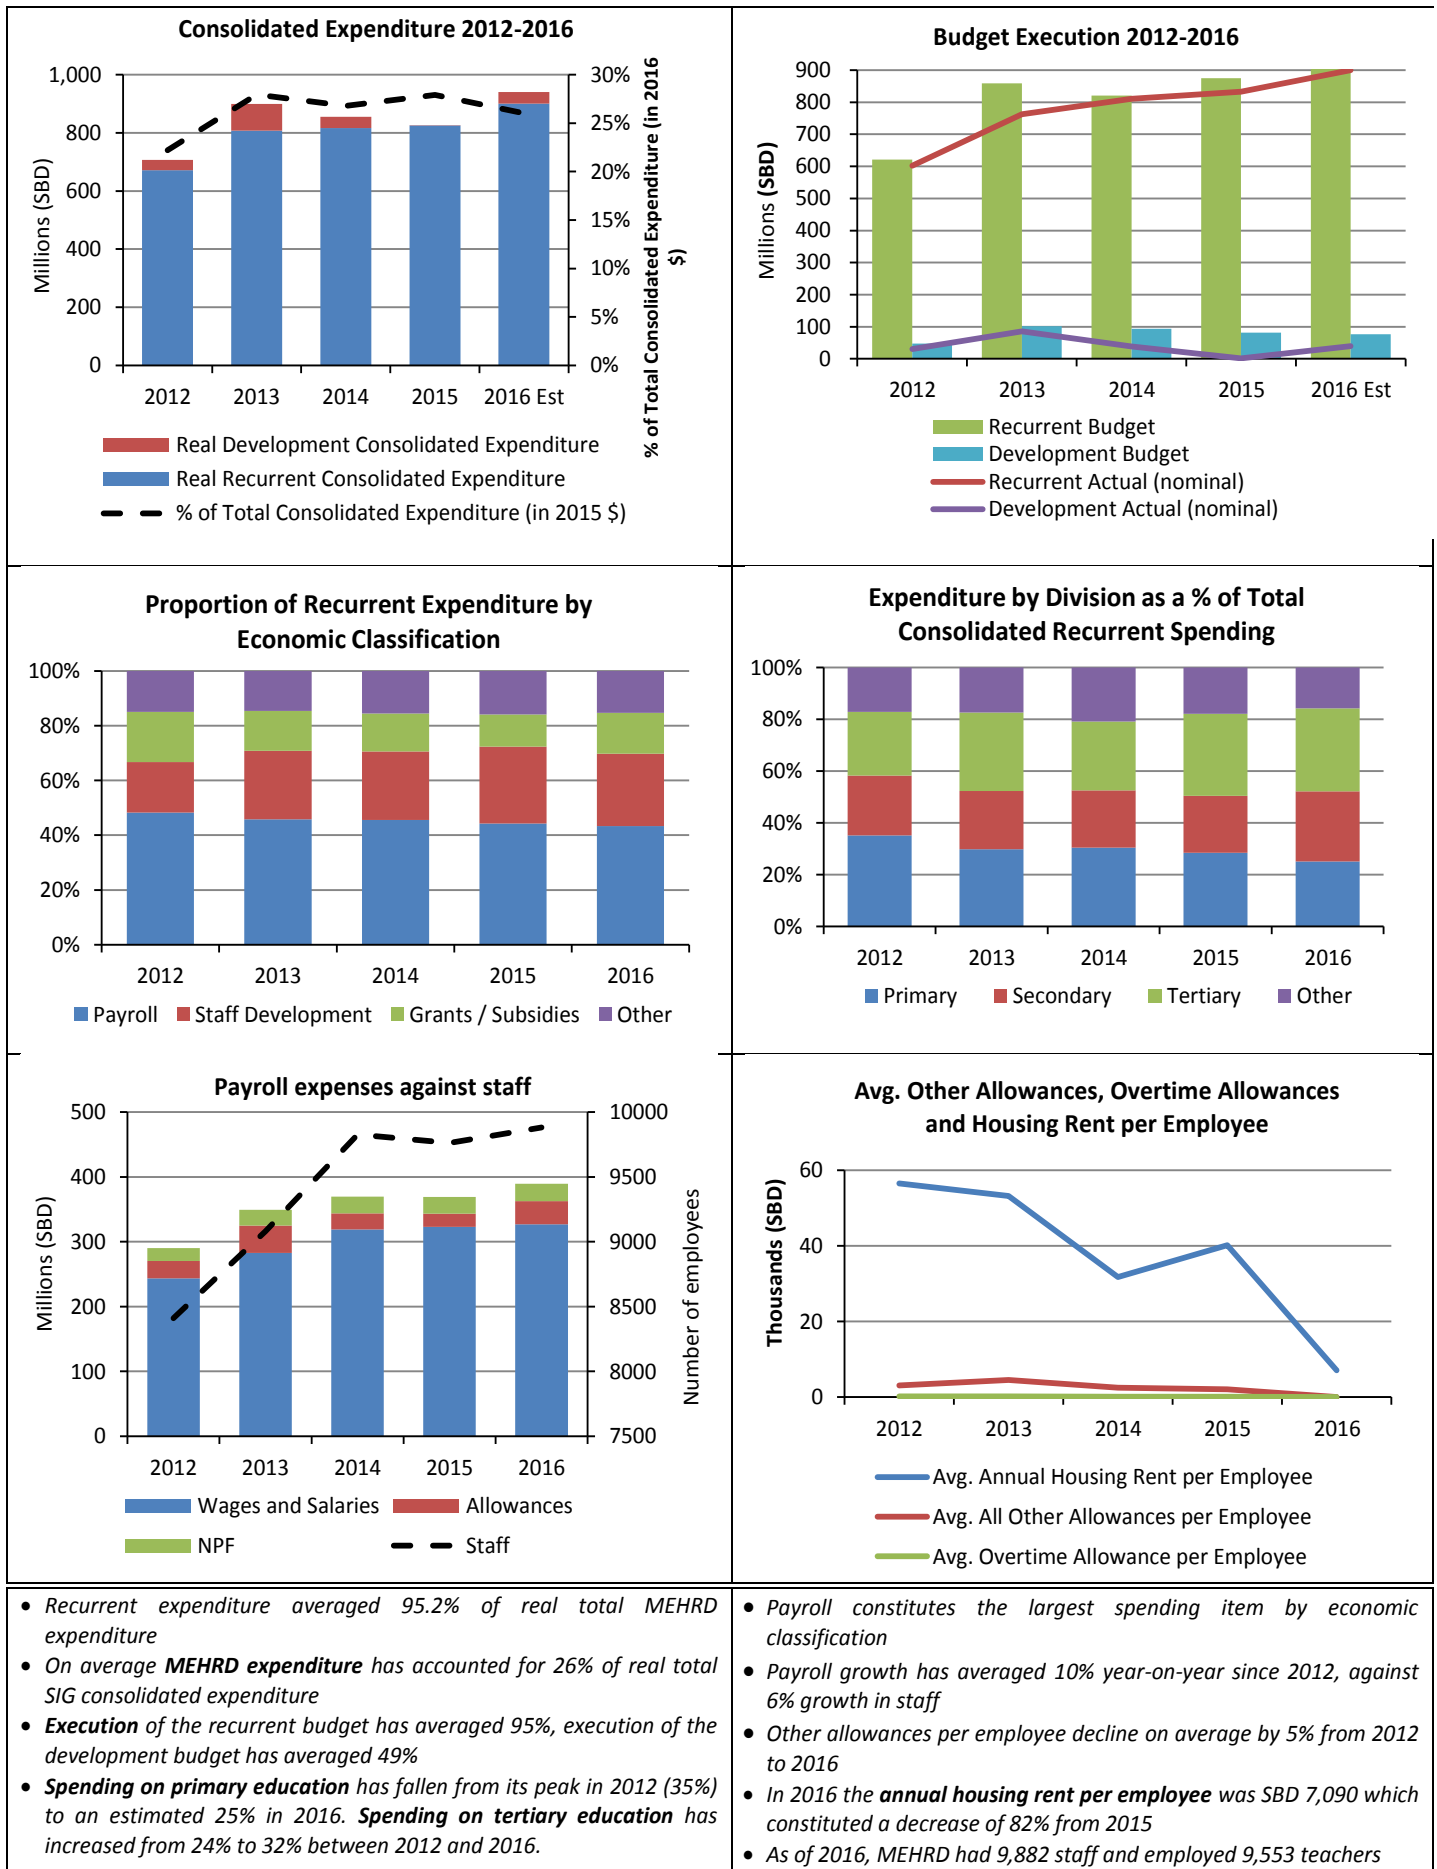 Consolidated Expenditure 2012-2016
1,000
800
600
400
200
0
Millions (SBD)
30%
25%
20%
15%
10%
5%
0%
% of Total Consolidated Expenditure (in 2016
$)
2012
2013
2014
2015
2016 Est
Real Development Consolidated Expenditure
Real Recurrent Consolidated Expenditure
% of Total Consolidated Expenditure (in 2015 $)
Budget Execution 2012-2016
900
800
700
600
500
400
300
200
100
0
Millions (SBD)
2012
2013
2014
2015
2016 Est
Recurrent Budget
Development Budget
Recurrent Actual (nominal)
Development Actual (nominal)
Proportion of Recurrent Expenditure by
Economic Classification
100%
80%
60%
40%
20%
0%
2012
2013
2014
2015
2016
Payroll
Staff Development
Grants / Subsidies
Other
Expenditure by Division as a % of Total
Consolidated Recurrent Spending
100%
80%
60%
40%
20%
0%
2012
2013
2014
2015
2016
Primary
Secondary
Tertiary
Other
Payroll expenses against staff
500
400
300
200
100
0
Millions (SBD)
10000
9500
9000
8500
8000
7500
Number of employees
2012
2013
2014
2015
2016
Wages and Salaries
Allowances
NPF
Staff
Avg. Other Allowances, Overtime Allowances
and Housing Rent per Employee
60
40
20
0
Thousands (SBD)
2012
2013
2014
2015
2016
Avg. Annual Housing Rent per Employee
Avg. All Other Allowances per Employee
Avg. Overtime Allowance per Employee
• Recurrent expenditure averaged 95.2% of real total MEHRD
expenditure
• On average MEHRD expenditure has accounted for 26% of real total
SIG consolidated expenditure
• Execution of the recurrent budget has averaged 95%, execution of the
development budget has averaged 49%
• Spending on primary education has fallen from its peak in 2012 (35%)
to an estimated 25% in 2016. Spending on tertiary education has
increased from 24% to 32% between 2012 and 2016.
• Payroll constitutes the largest spending item by economic
classification
• Payroll growth has averaged 10% year-on-year since 2012, against
6% growth in staff
• Other allowances per employee decline on average by 5% from 2012
to 2016
• In 2016 the annual housing rent per employee was SBD 7,090 which
constituted a decrease of 82% from 2015
• As of 2016, MEHRD had 9,882 staff and employed 9,553 teachers